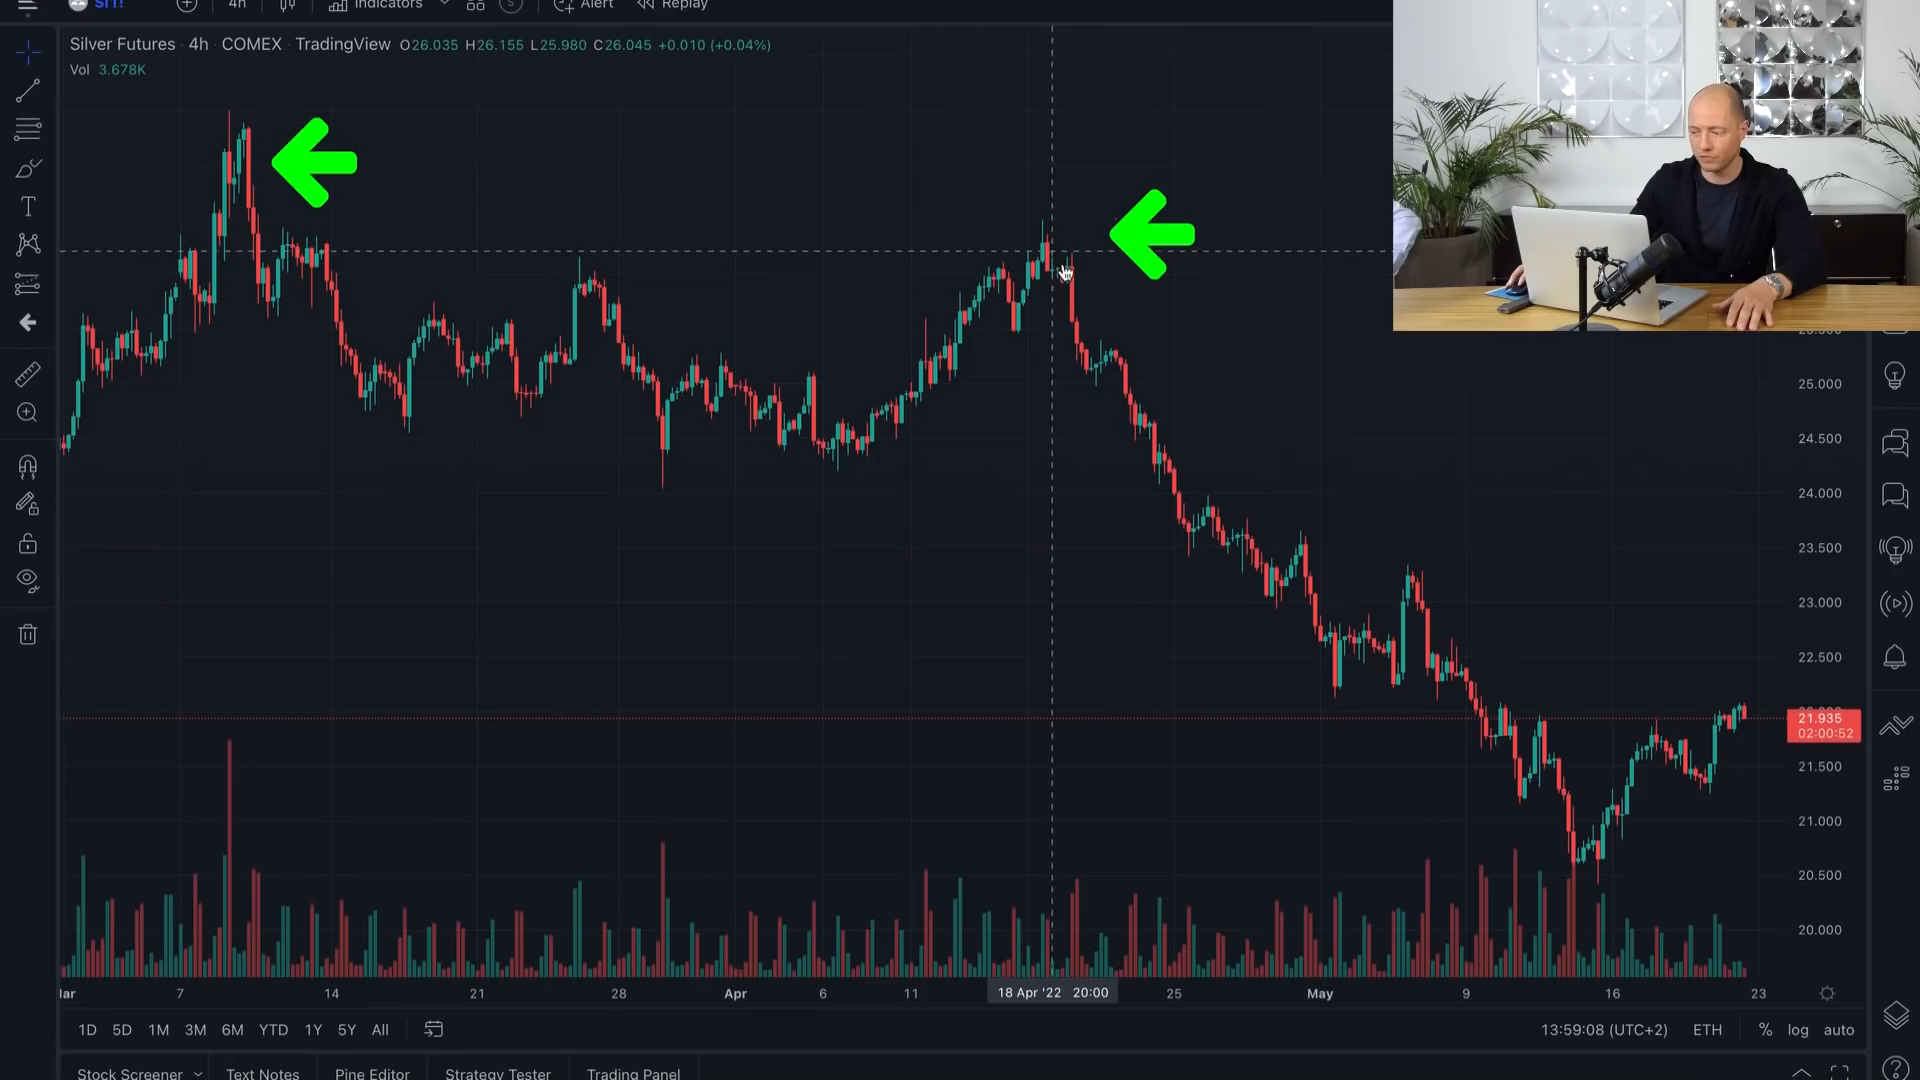 SI1!
4h
Indicators
Alert
Replay
Silver Futures · 4h · COMEX · TradingView O26.035 H26.155 L25.980 C26.045 +0.010 (+0.04%)
Vol 3.678K
25.000
24.500
24.000
23.500
23.000
22.500
21.935
02:00:52
21.500
21.000
20.500
20.000
7 14 21 28 Apr 6 11 18 Apr '22 20:00 25 May 9 16 23
1D 5D 1M 3M 6M YTD 1Y 5Y All
13:59:08 (UTC+2) ETH % log auto
Stock Screener Text Notes Pine Editor Strategy Tester Trading Panel